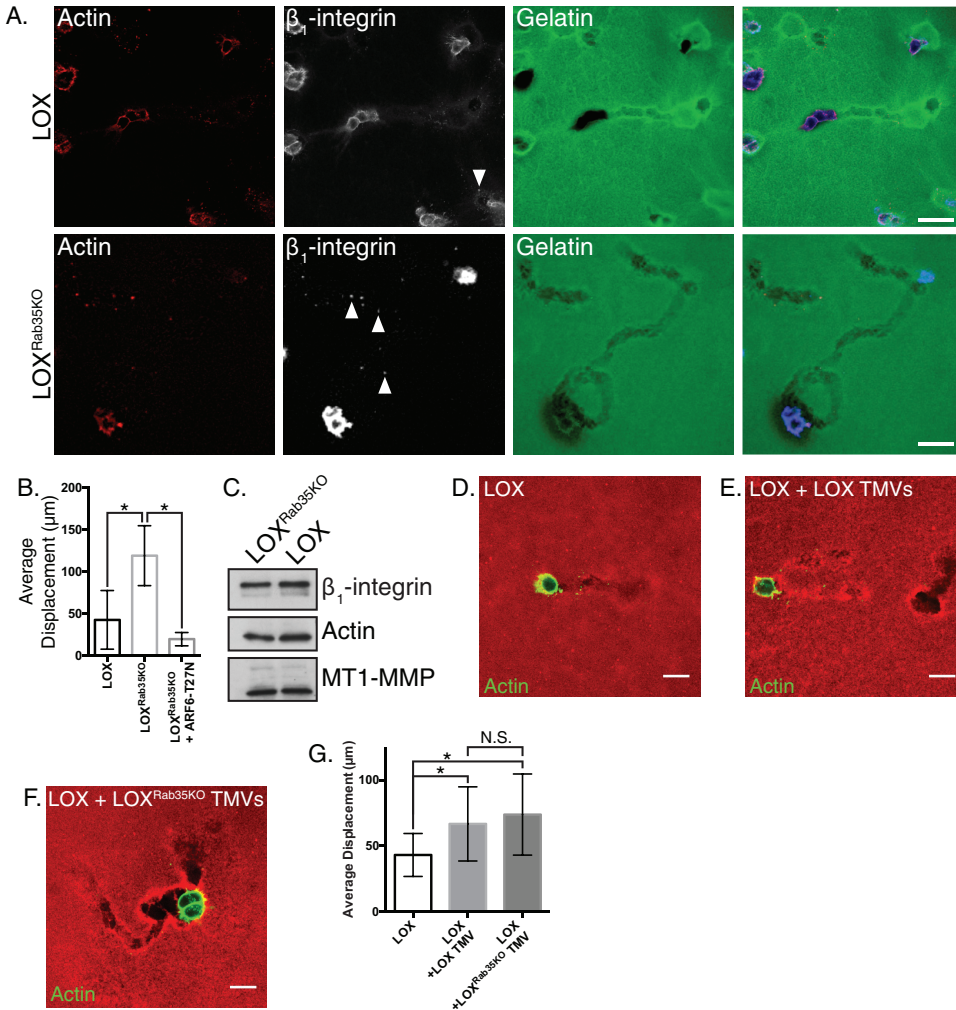 A.
Actin
β₁-integrin
Gelatin
LOX
Actin
β₁-integrin
Gelatin
LOXᴿᵃᵇ³⁵ᴷᴼ
B.
200
150
100
50
0
Average
Displacement (µm)
*
*
LOX
LOXᴿᵃᵇ³⁵ᴷᴼ
LOXᴿᵃᵇ³⁵ᴷᴼ
+ ARF6-T27N
C.
LOXᴿᵃᵇ³⁵ᴷᴼ
LOX
β₁-integrin
Actin
MT1-MMP
D.
LOX
Actin
E.
LOX + LOX TMVs
Actin
F.
LOX + LOXᴿᵃᵇ³⁵ᴷᴼ TMVs
Actin
G.
N.S.
*
*
100
50
0
Average Displacement (µm)
LOX
LOX
+LOX TMV
LOX
+LOXᴿᵃᵇ³⁵ᴷᴼ TMV